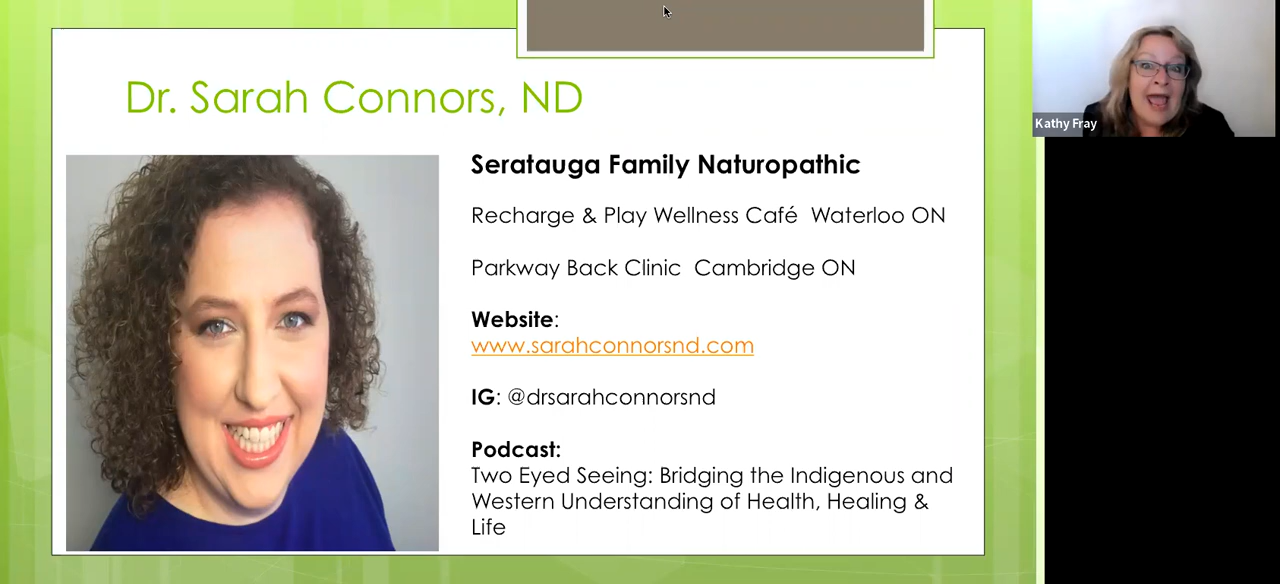 Dr. Sarah Connors, ND
Seratauga Family Naturopathic
Recharge & Play Wellness Café  Waterloo ON
Parkway Back Clinic  Cambridge ON
Website:
www.sarahconnorsnd.com
IG: @drsarahconnorsnd
Podcast:
Two Eyed Seeing: Bridging the Indigenous and
Western Understanding of Health, Healing &
Life
Kathy Fray